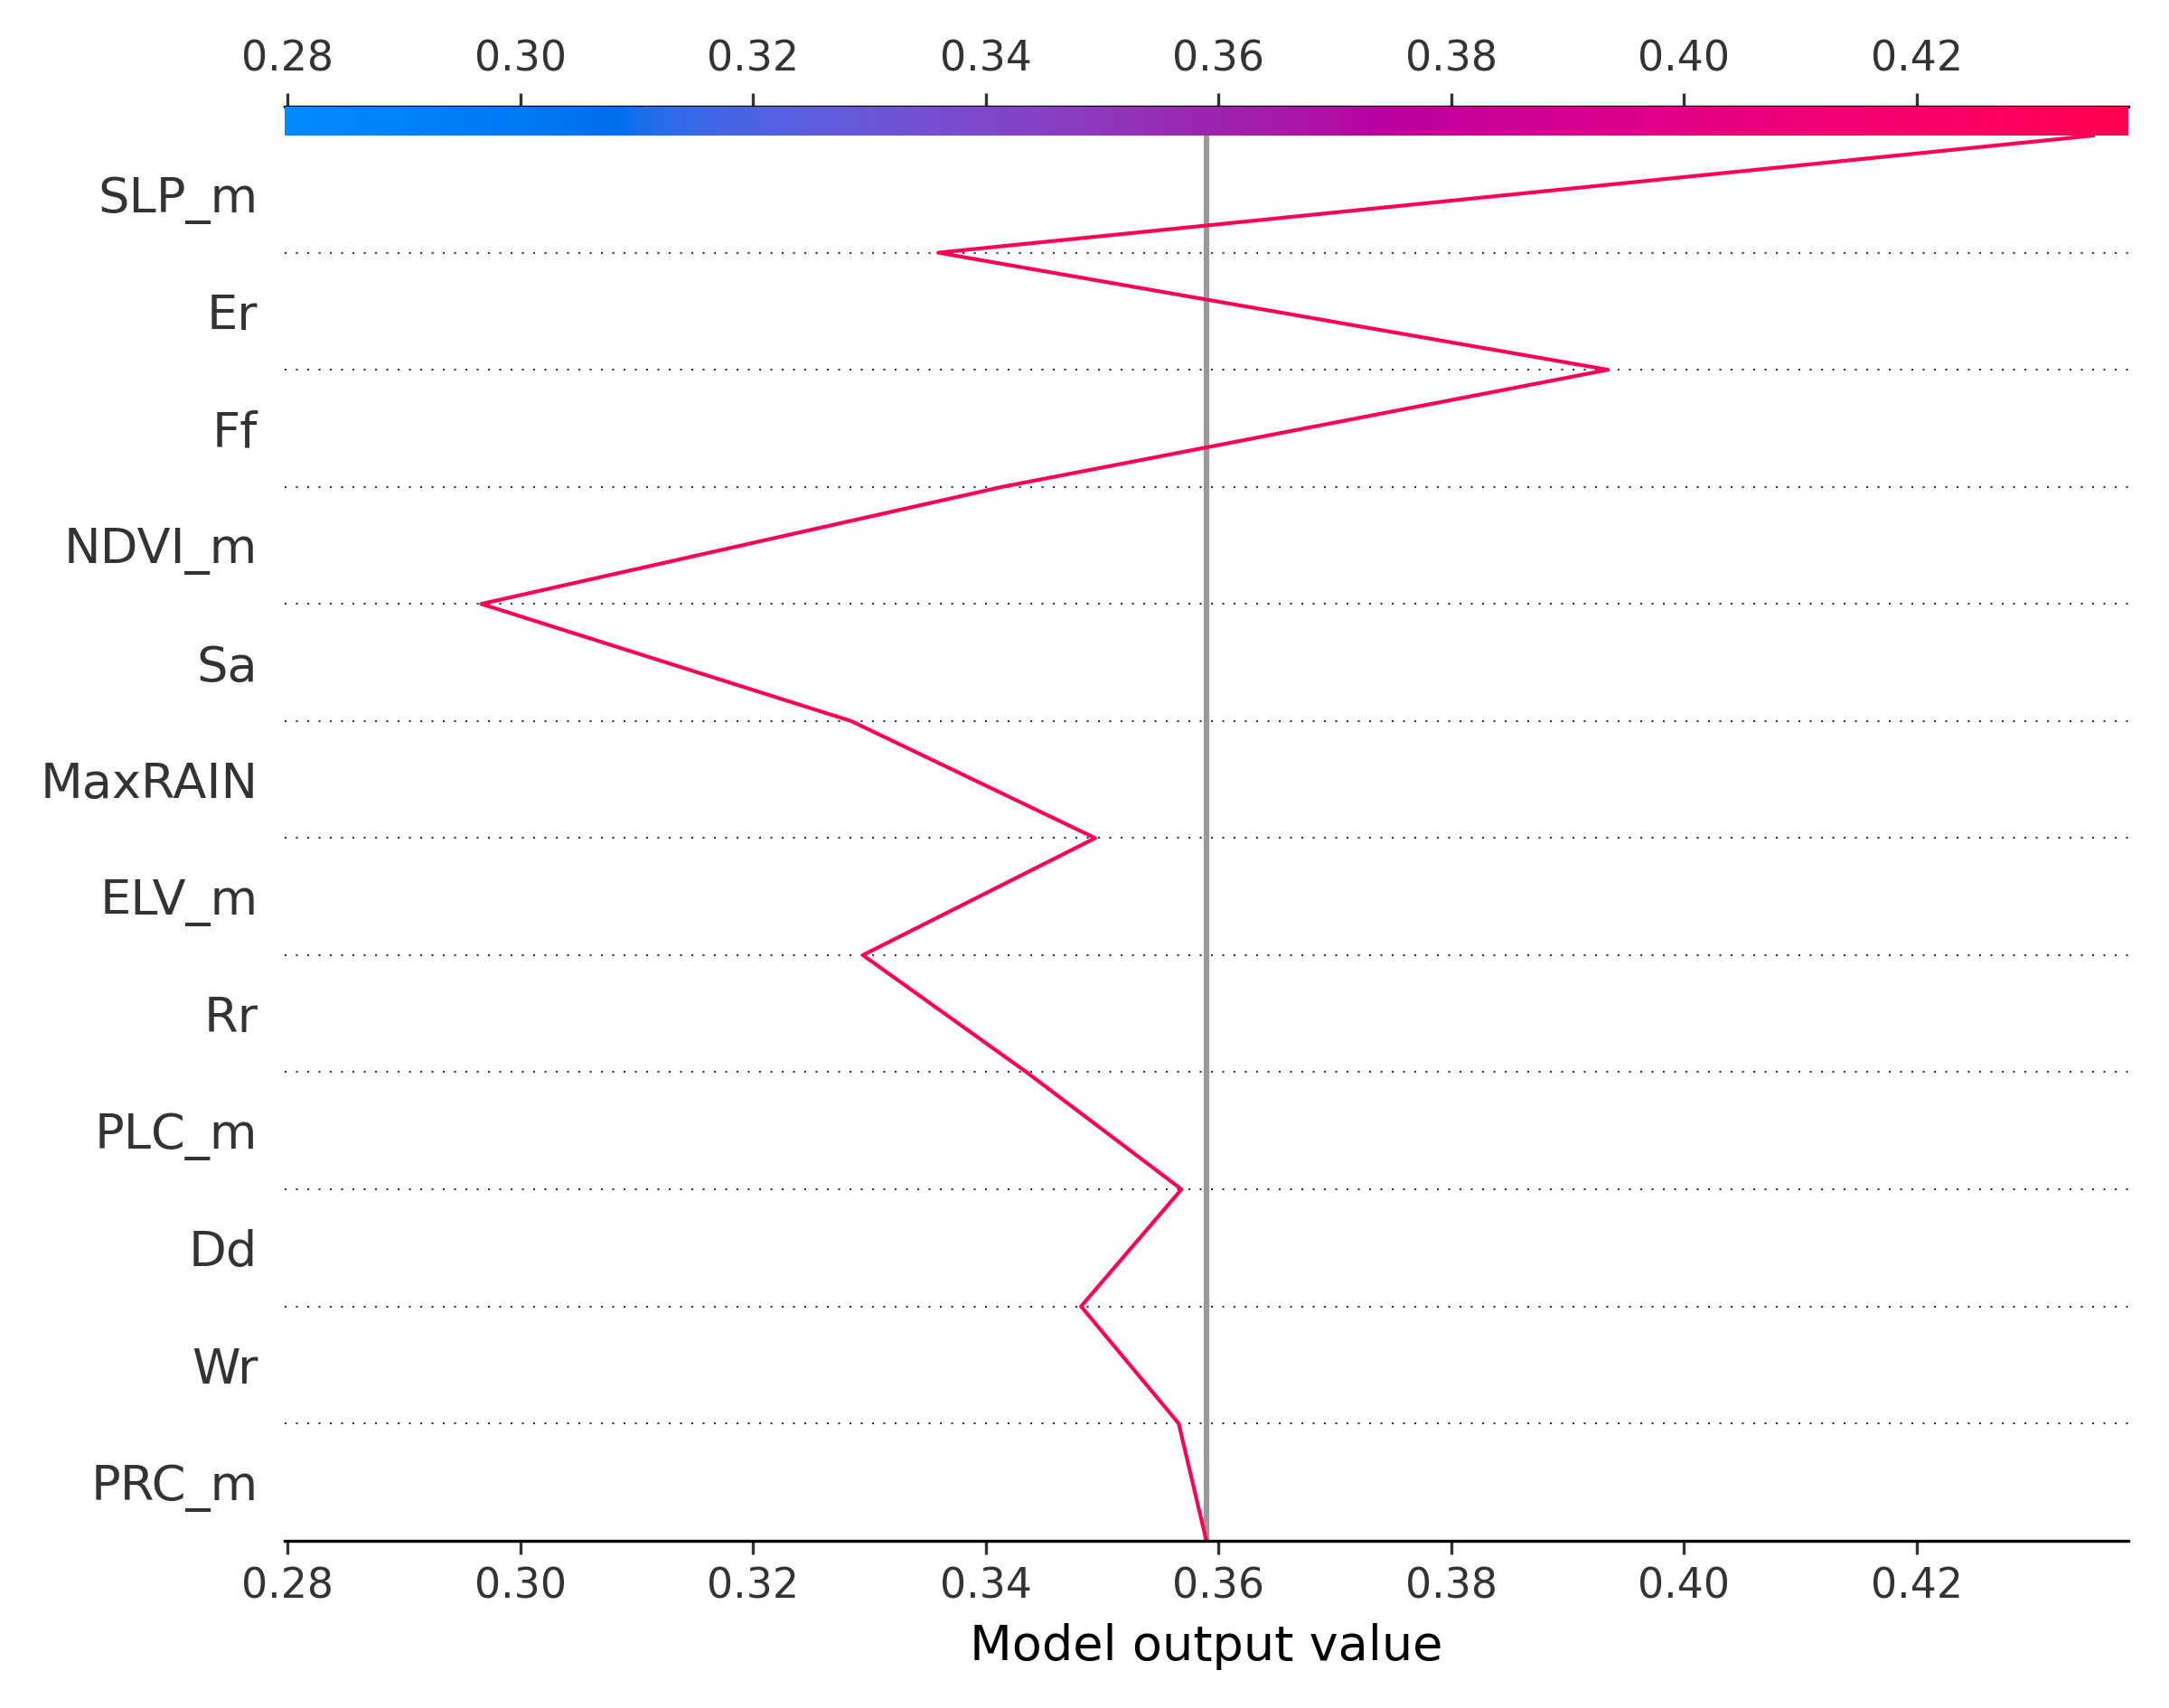 0.28 0.30 0.32 0.34 0.36 0.38 0.40 0.42
SLP_m
Er
Ff
NDVI_m
Sa
MaxRAIN
ELV_m
Rr
PLC_m
Dd
Wr
PRC_m
0.28 0.30 0.32 0.34 0.36 0.38 0.40 0.42
Model output value